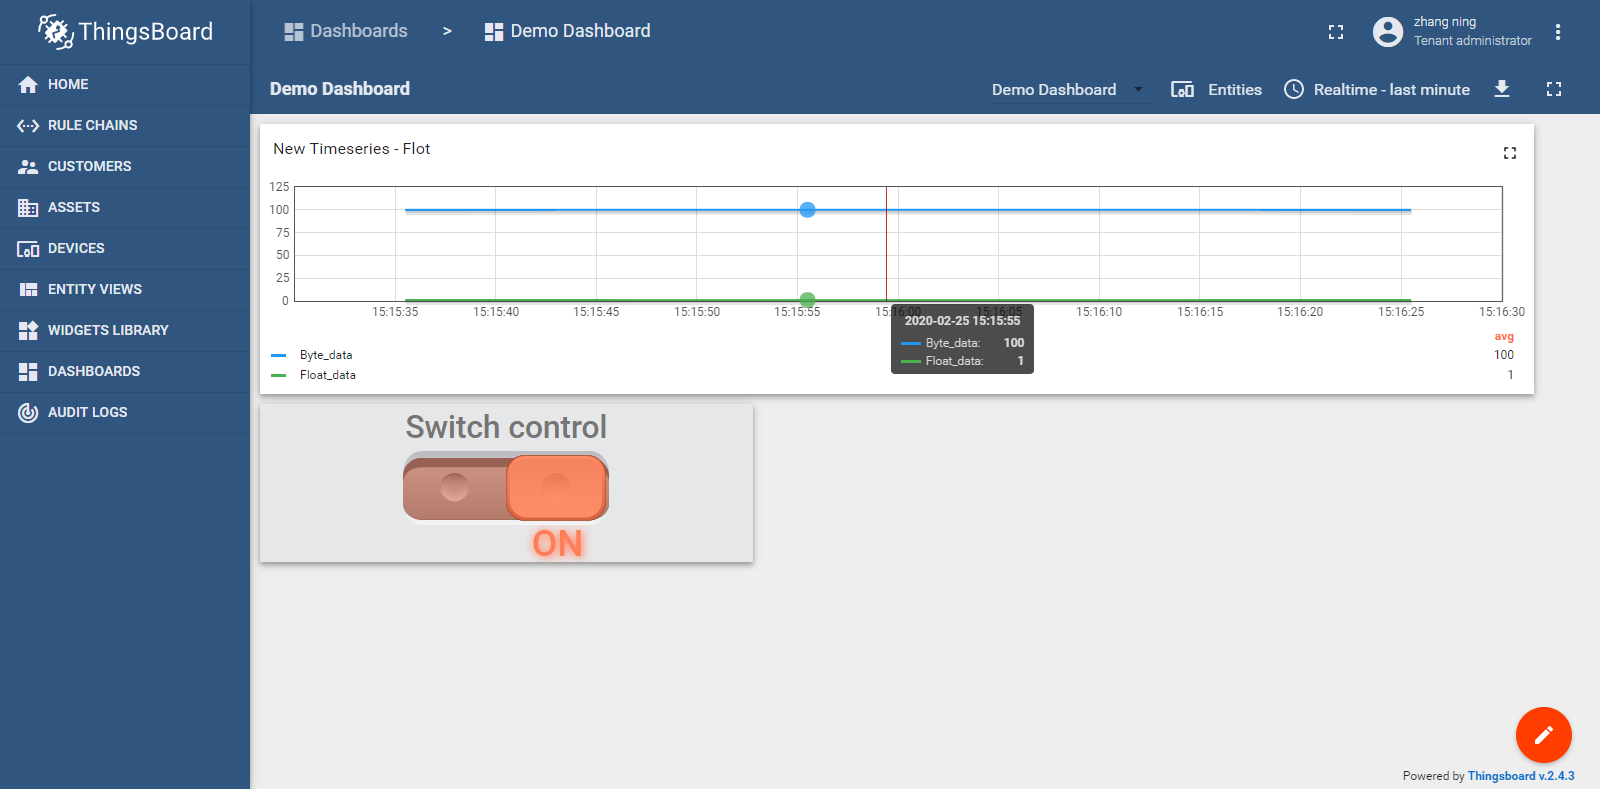 ThingsBoard
Dashboards > Demo Dashboard
zhang ning
Tenant administrator
HOME
RULE CHAINS
CUSTOMERS
ASSETS
DEVICES
ENTITY VIEWS
WIDGETS LIBRARY
DASHBOARDS
AUDIT LOGS
Demo Dashboard
Demo Dashboard
Entities
Realtime - last minute
New Timeseries - Flot
125
100
75
50
25
0
15:15:35 15:15:40 15:15:45 15:15:50 15:15:55 15:16:00 15:16:05 15:16:10 15:16:15 15:16:20 15:16:25 15:16:30
2020-02-25 15:15:55
Byte_data: 100
Float_data: 1
avg
Byte_data 100
Float_data 1
Switch control
ON
Powered by Thingsboard v.2.4.3